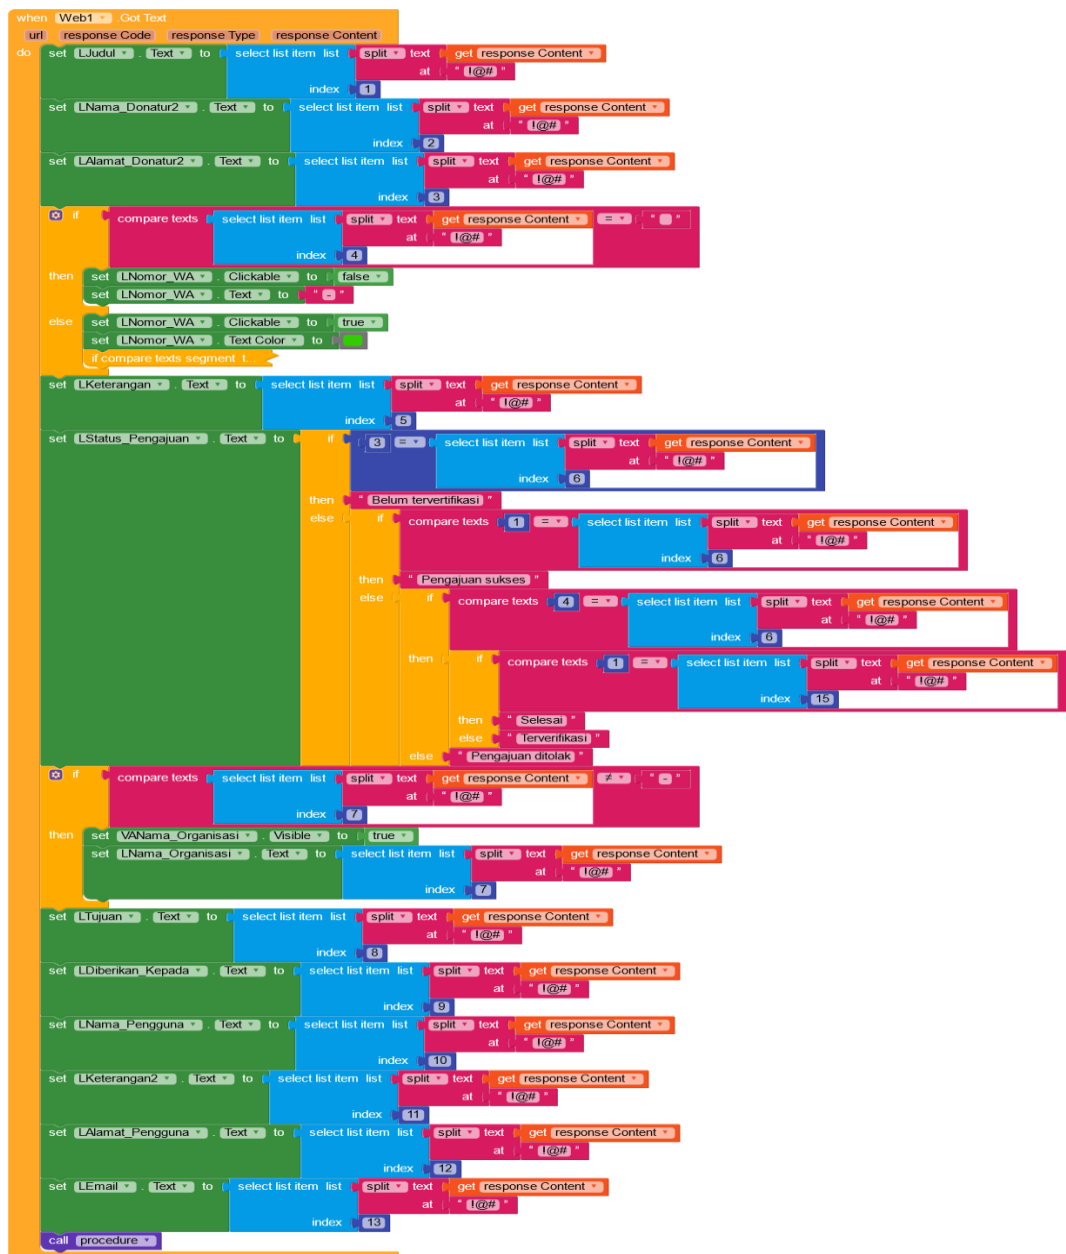 when Web1 .Got Text
url response Code response Type response Content
do set LJudul . Text to select list item list split text get response Content
at " !@# "
index 1
set LNama_Donatur2 . Text to select list item list split text get response Content
at " !@# "
index 2
set LAlamat_Donatur2 . Text to select list item list split text get response Content
at " !@# "
index 3
if compare texts select list item list split text get response Content = " "
at " !@# "
index 4
then set LNomor_WA . Clickable to false
set LNomor_WA . Text to " - "
else set LNomor_WA . Clickable to true
set LNomor_WA . Text Color to
if compare texts segment t...
set LKeterangan . Text to select list item list split text get response Content
at " !@# "
index 5
set LStatus_Pengajuan . Text to if 3 = select list item list split text get response Content
at " !@# "
index 6
then " Belum tervertifikasi "
else if compare texts 1 = select list item list split text get response Content
at " !@# "
index 6
then " Pengajuan sukses "
else if compare texts 4 = select list item list split text get response Content
at " !@# "
index 6
then if compare texts 1 = select list item list split text get response Content
at " !@# "
index 15
then " Selesai "
else " Terverifikasi "
else " Pengajuan ditolak "
if compare texts select list item list split text get response Content ≠ " - "
at " !@# "
index 7
then set VANama_Organisasi . Visible to true
set LNama_Organisasi . Text to select list item list split text get response Content
at " !@# "
index 7
set LTujuan . Text to select list item list split text get response Content
at " !@# "
index 8
set LDiberikan_Kepada . Text to select list item list split text get response Content
at " !@# "
index 9
set LNama_Pengguna . Text to select list item list split text get response Content
at " !@# "
index 10
set LKeterangan2 . Text to select list item list split text get response Content
at " !@# "
index 11
set LAlamat_Pengguna . Text to select list item list split text get response Content
at " !@# "
index 12
set LEmail . Text to select list item list split text get response Content
at " !@# "
index 13
call procedure